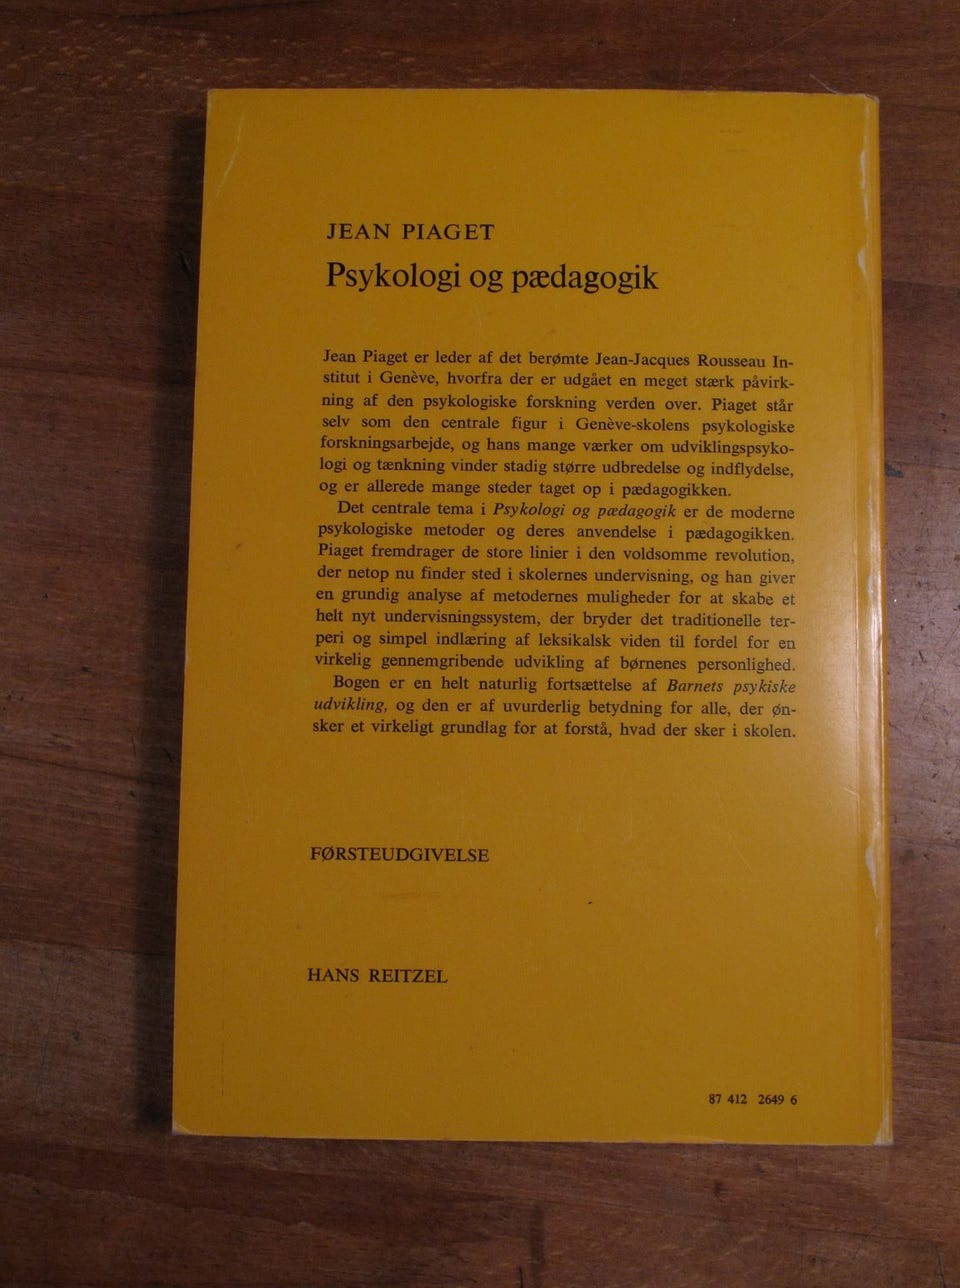 JEAN PIAGET
Psykologi og pædagogik
Jean Piaget er leder af det berømte Jean-Jacques Rousseau In-
stitut i Genève, hvorfra der er udgået en meget stærk påvirk-
ning af den psykologiske forskning verden over. Piaget står
selv som den centrale figur i Genève-skolens psykologiske
forskningsarbejde, og hans mange værker om udviklingspsyko-
logi og tænkning vinder stadig større udbredelse og indflydelse,
og er allerede mange steder taget op i pædagogikken.
Det centrale tema i Psykologi og pædagogik er de moderne
psykologiske metoder og deres anvendelse i pædagogikken.
Piaget fremdrager de store linier i den voldsomme revolution,
der netop nu finder sted i skolernes undervisning, og han giver
en grundig analyse af metodernes muligheder for at skabe et
helt nyt undervisningssystem, der bryder det traditionelle ter-
peri og simpel indlæring af leksikalsk viden til fordel for en
virkelig gennemgribende udvikling af børnenes personlighed.
Bogen er en helt naturlig fortsættelse af Barnets psykiske
udvikling, og den er af uvurderlig betydning for alle, der øn-
sker et virkeligt grundlag for at forstå, hvad der sker i skolen.
FØRSTEUDGIVELSE
HANS REITZEL
87 412 2649 6